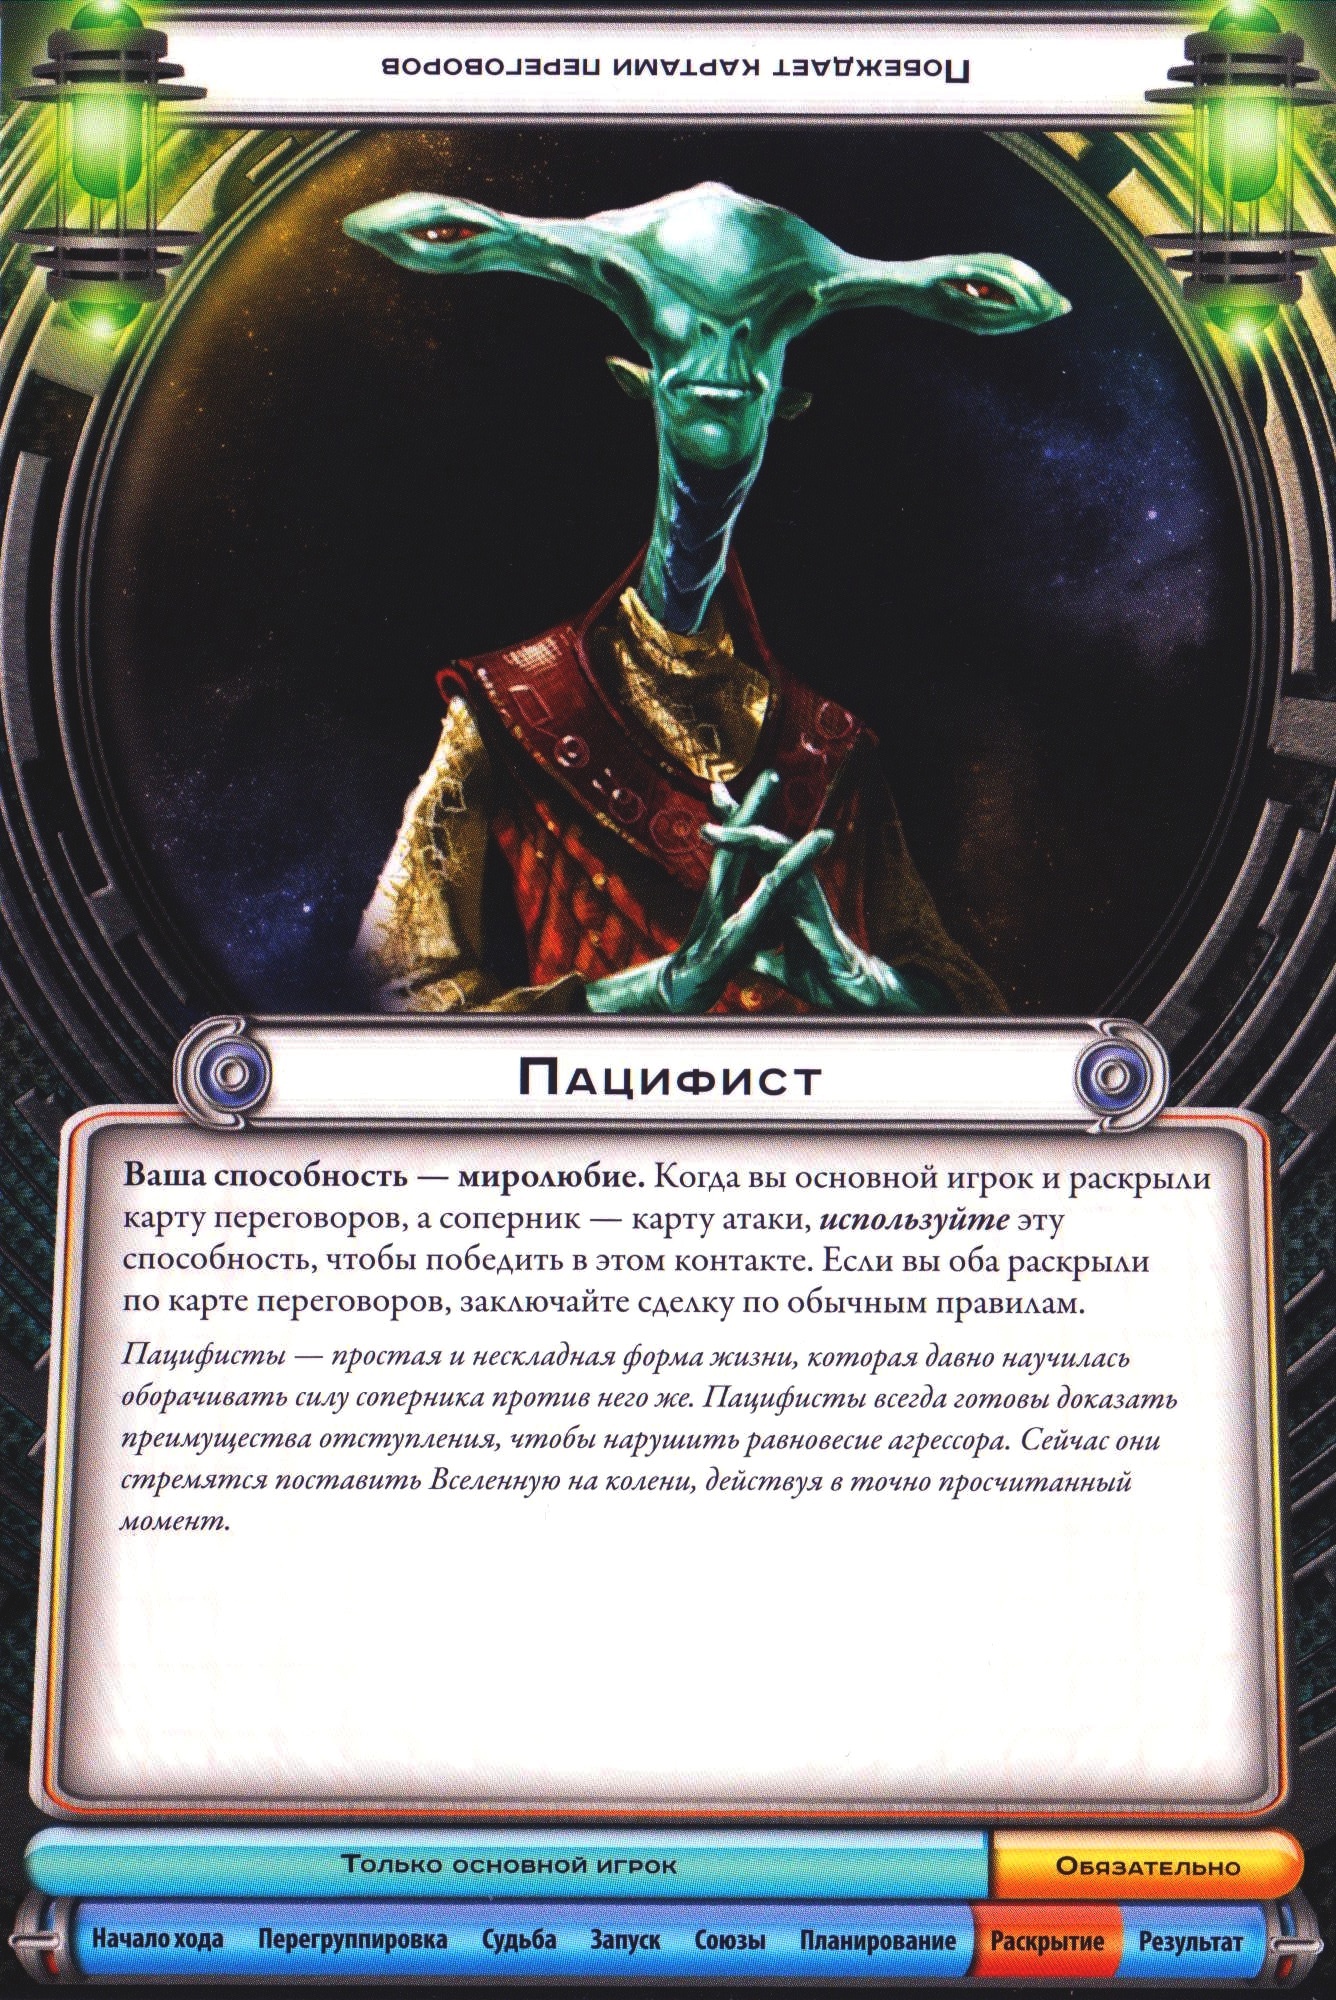 Побеждает картами переговоров
Пацифист
Ваша способность — миролюбие. Когда вы основной игрок и раскрыли
карту переговоров, а соперник — карту атаки, используйте эту
способность, чтобы победить в этом контакте. Если вы оба раскрыли
по карте переговоров, заключайте сделку по обычным правилам.
Пацифисты — простая и нескладная форма жизни, которая давно научилась
оборачивать силу соперника против него же. Пацифисты всегда готовы доказать
преимущества отступления, чтобы нарушить равновесие агрессора. Сейчас они
стремятся поставить Вселенную на колени, действуя в точно просчитанный
момент.
Только основной игрок Обязательно
Начало хода Перегруппировка Судьба Запуск Союзы Планирование Раскрытие Результат